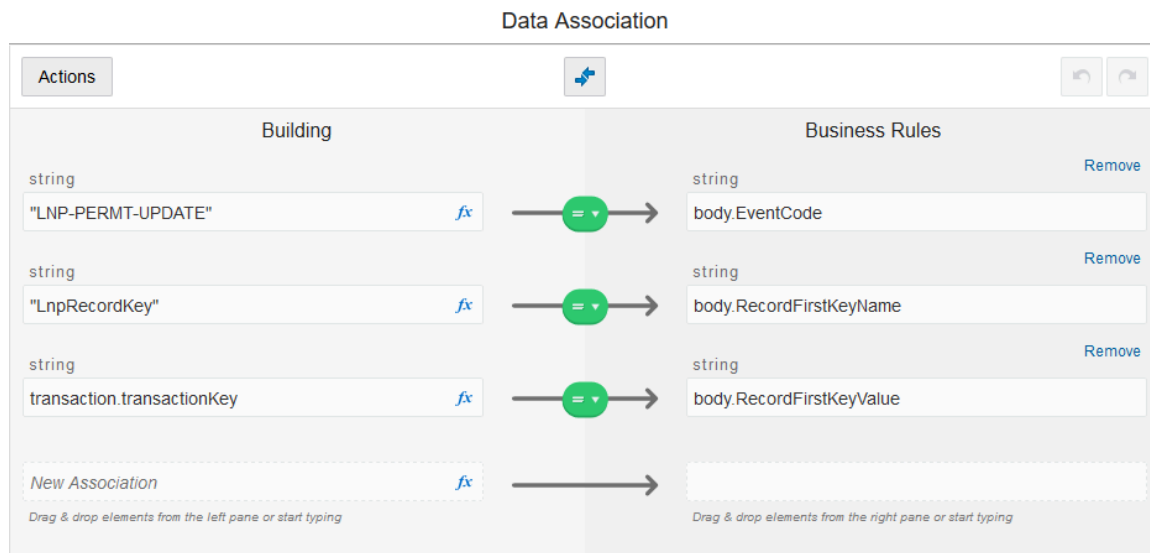 Data Association
Actions
Building Business Rules
Remove
string string
"LNP-PERMT-UPDATE" fx = body.EventCode
Remove
string string
"LnpRecordKey" fx = body.RecordFirstKeyName
Remove
string string
transaction.transactionKey fx = body.RecordFirstKeyValue
New Association fx
Drag & drop elements from the left pane or start typing Drag & drop elements from the right pane or start typing